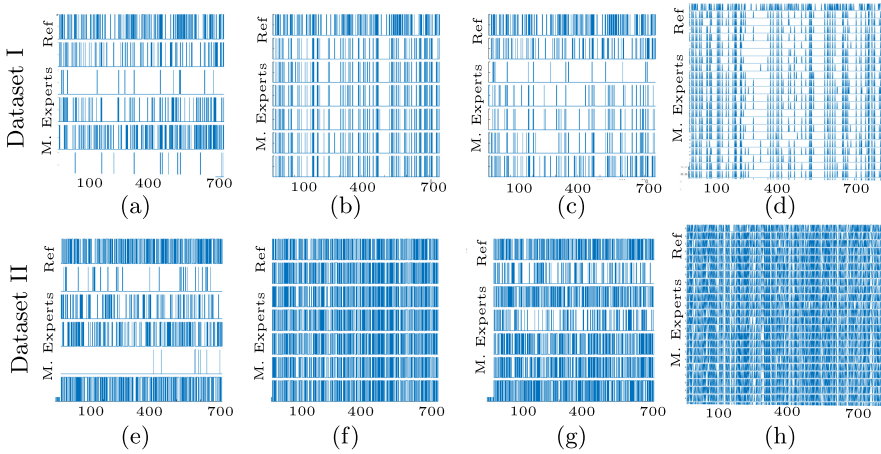 Dataset I
Ref
M. Experts
100 400 700
(a)
100 400 700
(b)
Ref
M. Experts
100 400 700
(c)
Ref
M. Experts
100 400 700
(d)
Ref
M. Experts
Dataset II
Ref
M. Experts
100 400 700
(e)
Ref
M. Experts
100 400 700
(f)
Ref
M. Experts
100 400 700
(g)
Ref
M. Experts
100 400 700
(h)